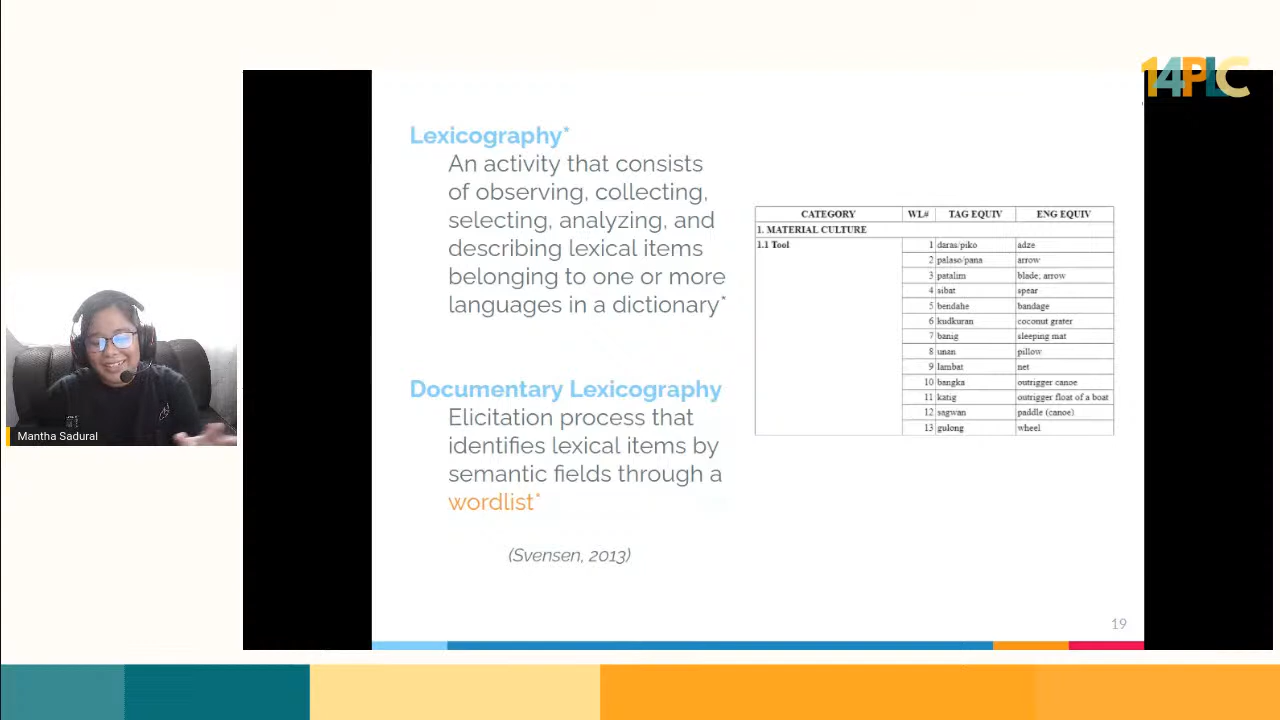 14PLC
Lexicography*
An activity that consists
of observing, collecting,
selecting, analyzing, and
describing lexical items
belonging to one or more
languages in a dictionary*
Documentary Lexicography
Elicitation process that
identifies lexical items by
semantic fields through a
wordlist*
(Svensen, 2013)
CATEGORY WL# TAG EQUIV ENG EQUIV
1. MATERIAL CULTURE
1.1 Tool 1 daras/piko adze
2 palaso/pana arrow
3 patalim blade; arrow
4 sibat spear
5 bendahe bandage
6 kudkuran coconut grater
7 banig sleeping mat
8 unan pillow
9 lambat net
10 bangka outrigger canoe
11 katig outrigger float of a boat
12 sagwan paddle (canoe)
13 gulong wheel
Mantha Sadural
19